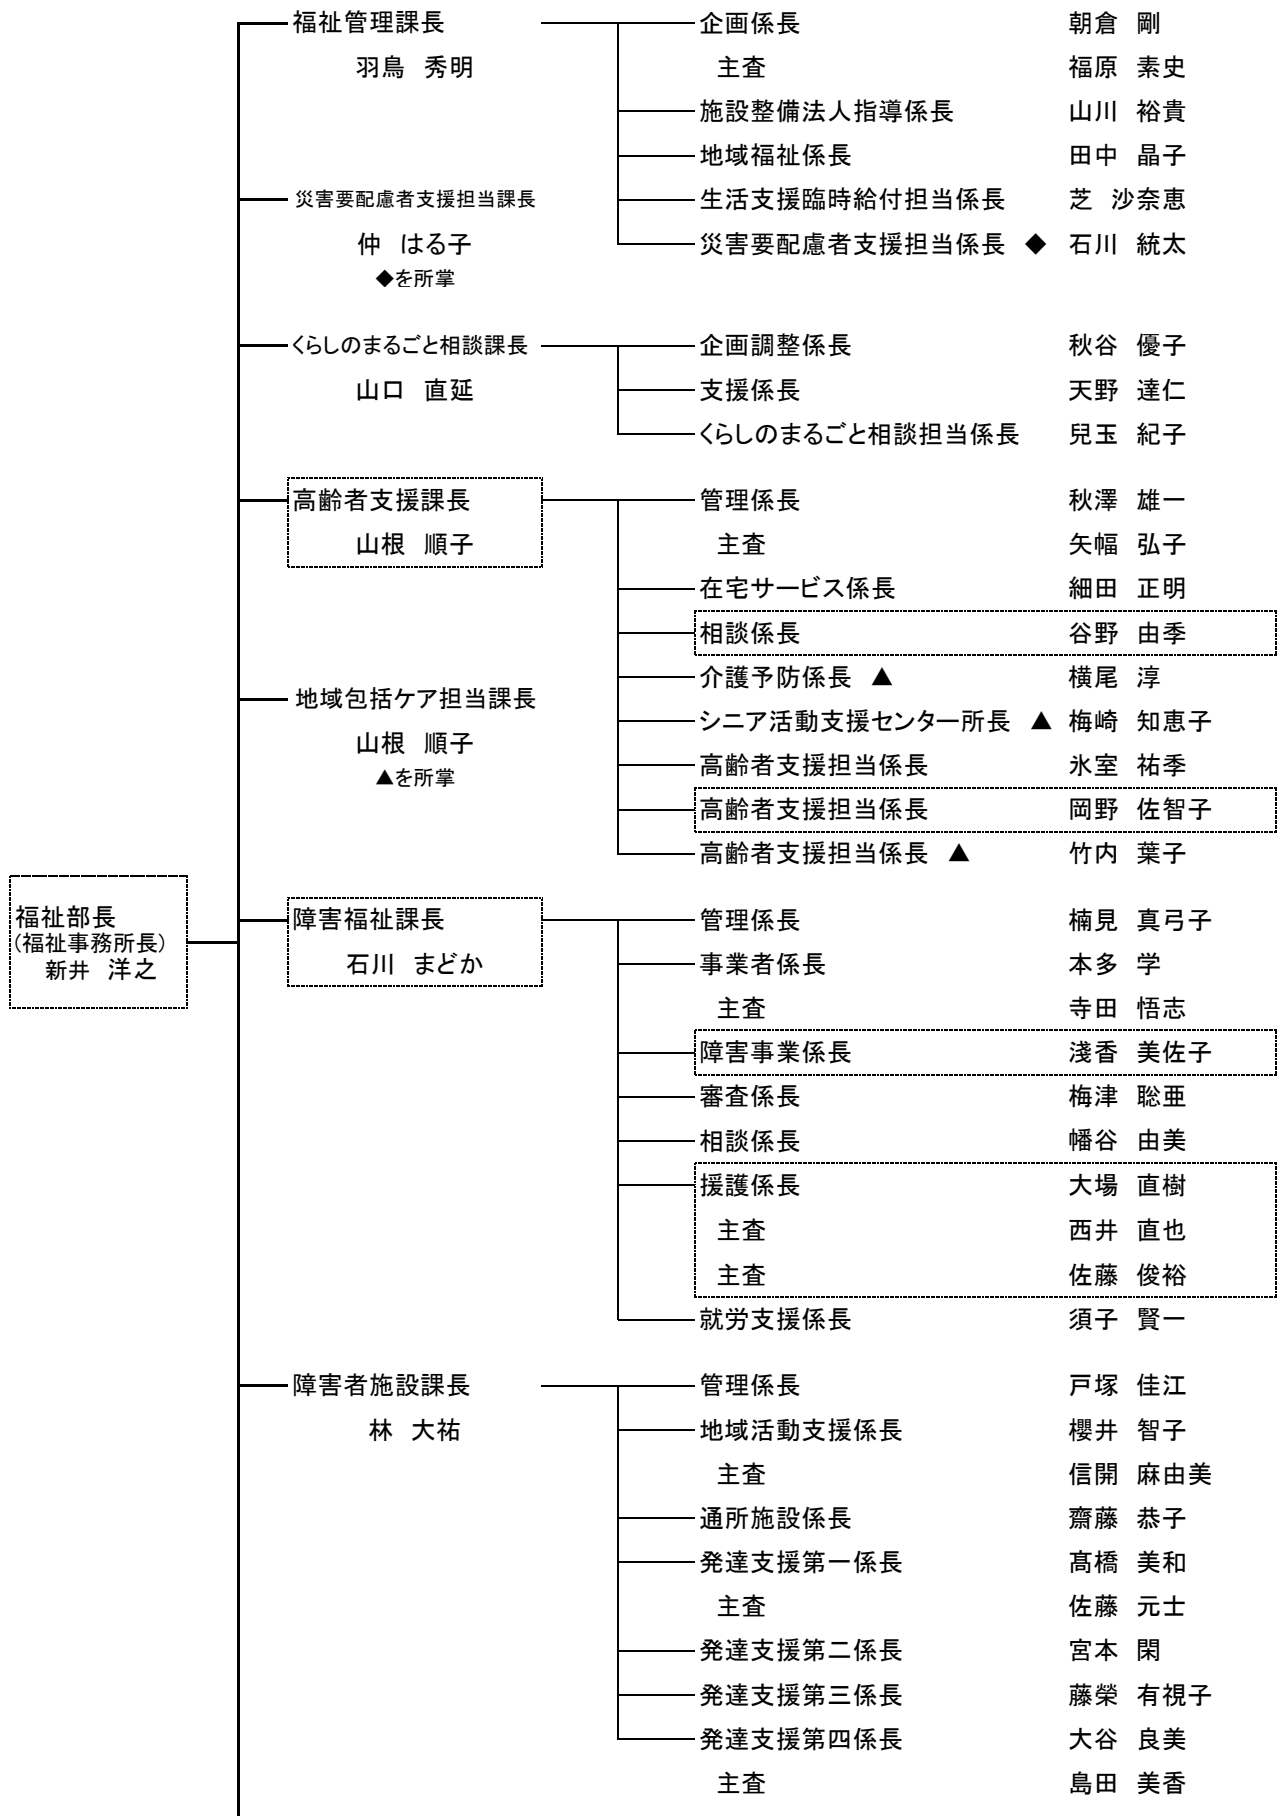 福祉管理課長 企画係長 朝倉 剛
羽鳥 秀明 主査 福原 素史
施設整備法人指導係長 山川 裕貴
地域福祉係長 田中 晶子
災害要配慮者支援担当課長 生活支援臨時給付担当係長 芝 沙奈恵
仲 はる子 災害要配慮者支援担当係長 ◆ 石川 統太
◆を所掌
くらしのまるごと相談課長 企画調整係長 秋谷 優子
山口 直延 支援係長 天野 達仁
くらしのまるごと相談担当係長 兒玉 紀子
高齢者支援課長 管理係長 秋澤 雄一
山根 順子 主査 矢幅 弘子
在宅サービス係長 細田 正明
相談係長 谷野 由季
介護予防係長 ▲ 横尾 淳
地域包括ケア担当課長 シニア活動支援センター所長 ▲ 梅崎 知恵子
山根 順子 高齢者支援担当係長 氷室 祐季
▲を所掌
高齢者支援担当係長 岡野 佐智子
高齢者支援担当係長 ▲ 竹内 葉子
福祉部長 障害福祉課長 管理係長 楠見 真弓子
(福祉事務所長)
新井 洋之 石川 まどか 事業者係長 本多 学
主査 寺田 悟志
障害事業係長 淺香 美佐子
審査係長 梅津 聡亜
相談係長 幡谷 由美
援護係長 大場 直樹
主査 西井 直也
主査 佐藤 俊裕
就労支援係長 須子 賢一
障害者施設課長 管理係長 戸塚 佳江
林 大祐 地域活動支援係長 櫻井 智子
主査 信開 麻由美
通所施設係長 齋藤 恭子
発達支援第一係長 髙橋 美和
主査 佐藤 元士
発達支援第二係長 宮本 閑
発達支援第三係長 藤榮 有視子
発達支援第四係長 大谷 良美
主査 島田 美香